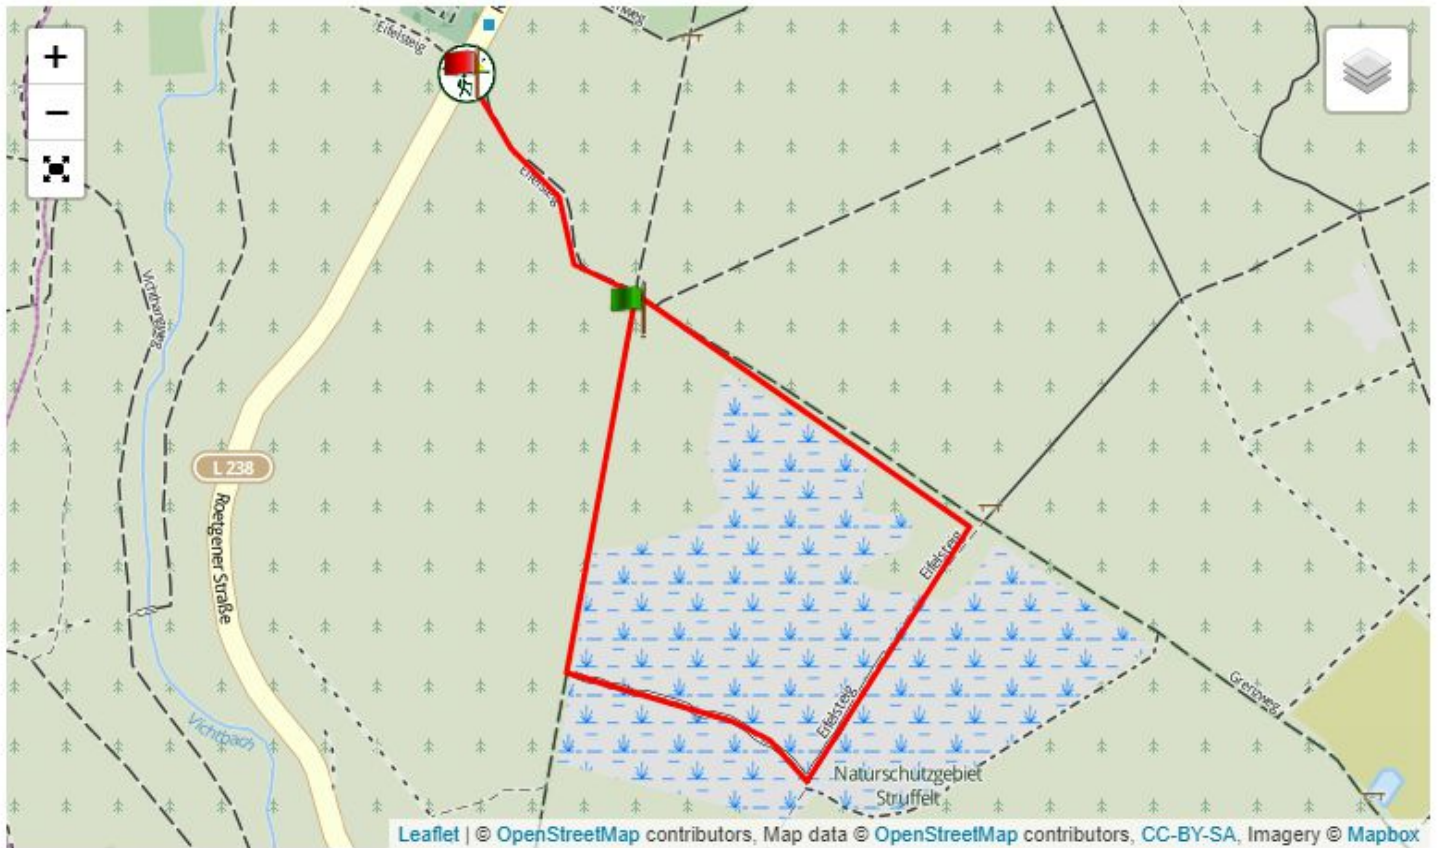 Eifelsteig
+
−
Eifelsteig
Vichthangweg
L 238
Roetgener Straße
Eifelsteig
Eifelsteig
Grenzweg
Vichtbach
Naturschutzgebiet
Struffelt
Leaflet | © OpenStreetMap contributors, Map data © OpenStreetMap contributors, CC-BY-SA, Imagery © Mapbox